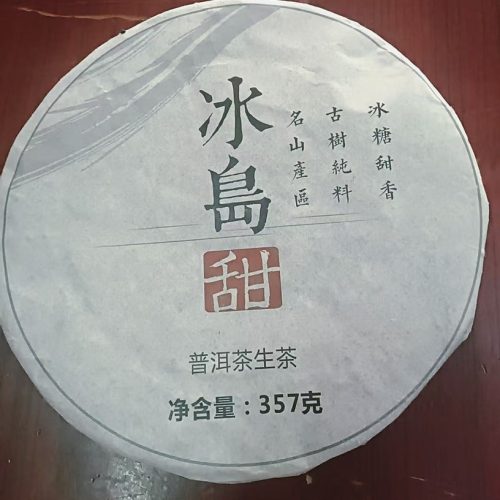 冰島
甜
冰糖甜香
古樹純料
名山產區
普洱茶生茶
净含量：357克